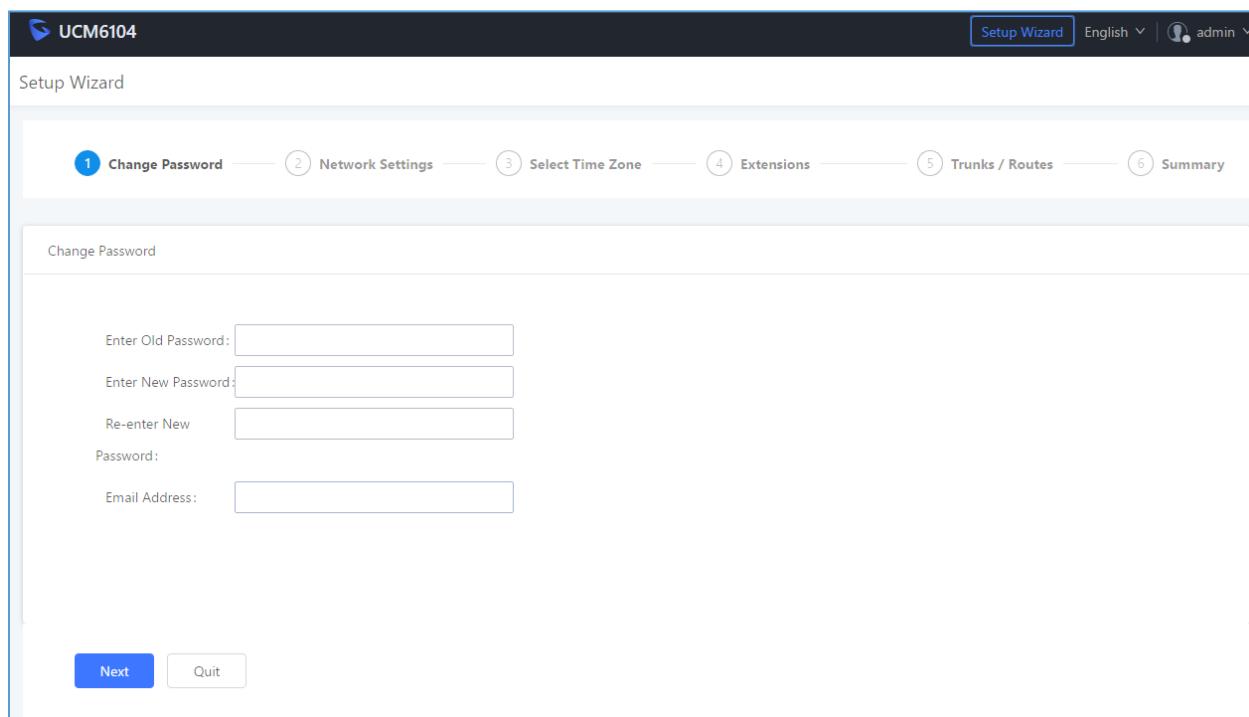 UCM6104 Setup Wizard English admin
Setup Wizard
1 Change Password 2 Network Settings 3 Select Time Zone 4 Extensions 5 Trunks / Routes 6 Summary
Change Password
Enter Old Password:
Enter New Password:
Re-enter New
Password:
Email Address:
Next Quit